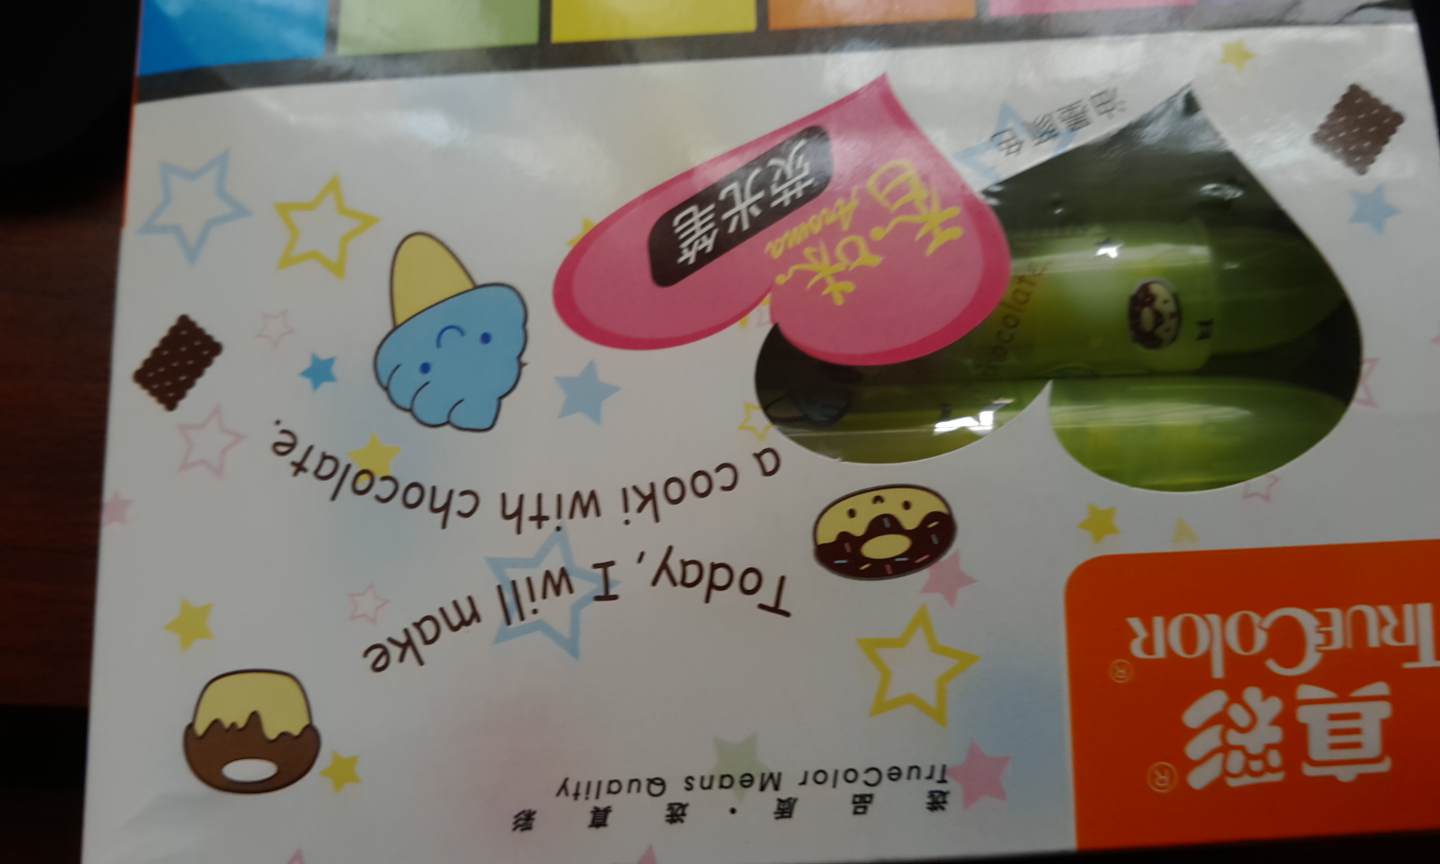 真彩®
TRUEColor®
选品质·选真彩
TrueColor Means Quality
Today, I will make
a cooki with chocolate.
香味
Aroma
荧光笔
chocolate